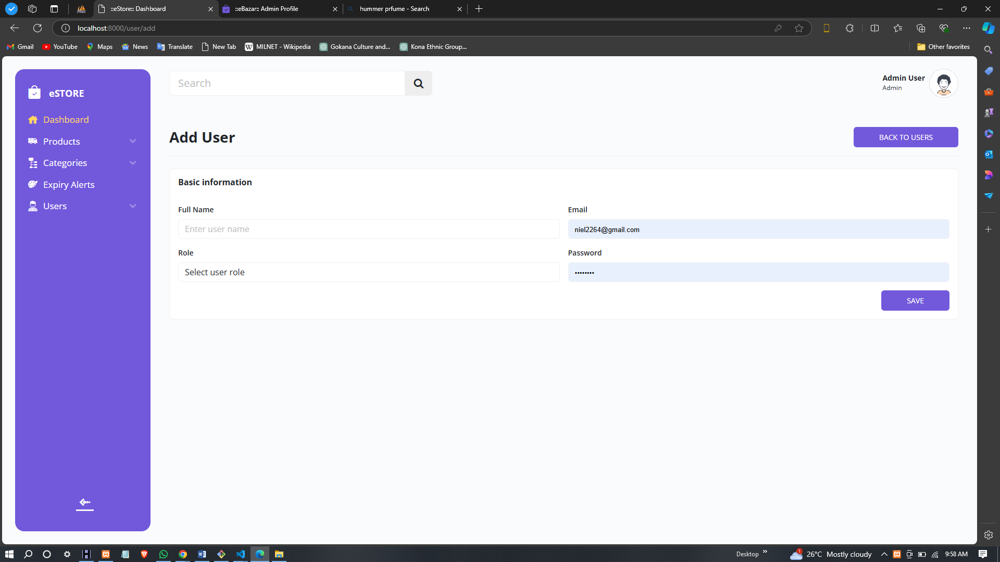 ::eStore:: Dashboard
::eBazar:: Admin Profile
hummer prfume - Search
localhost:8000/user/add
Gmail
YouTube
Maps
News
Translate
New Tab
MILNET - Wikipedia
Gokana Culture and...
Kona Ethnic Group...
Other favorites
eSTORE
Dashboard
Products
Categories
Expiry Alerts
Users
Search
Admin User
Admin
Add User
BACK TO USERS
Basic information
Full Name
Enter user name
Email
niel2264@gmail.com
Role
Select user role
Password
••••••••
SAVE
Desktop
1
26°C Mostly cloudy
9:58 AM